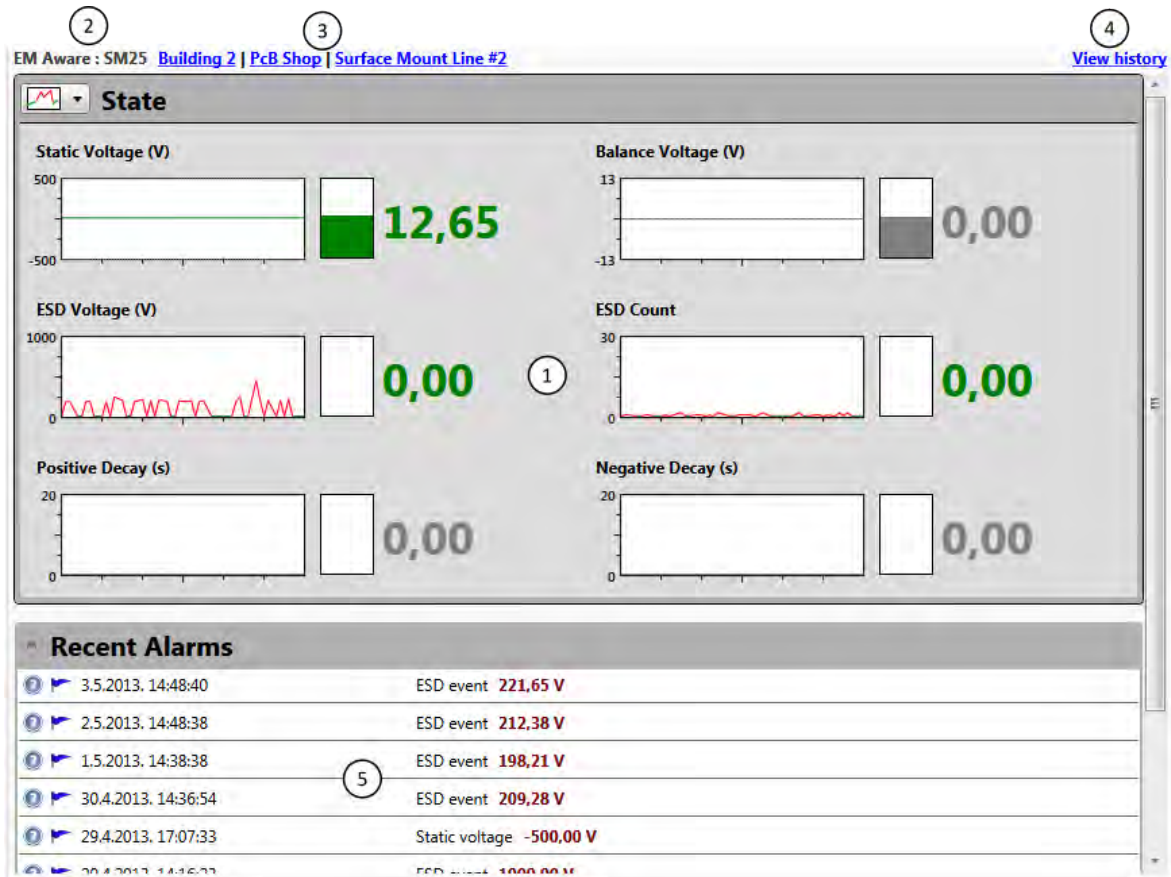 2 3 4
EM Aware : SM25 Building 2 | PcB Shop | Surface Mount Line #2 View history
State
Static Voltage (V) Balance Voltage (V)
500 13
12,65 0,00
-500 -13
ESD Voltage (V) ESD Count
1000 30
0,00 1 0,00
0 0
Positive Decay (s) Negative Decay (s)
20 20
0,00 0,00
0 0
Recent Alarms
3.5.2013. 14:48:40 ESD event 221,65 V
2.5.2013. 14:48:38 ESD event 212,38 V
1.5.2013. 14:38:38 ESD event 198,21 V
5
30.4.2013. 14:36:54 ESD event 209,28 V
29.4.2013. 17:07:33 Static voltage -500,00 V